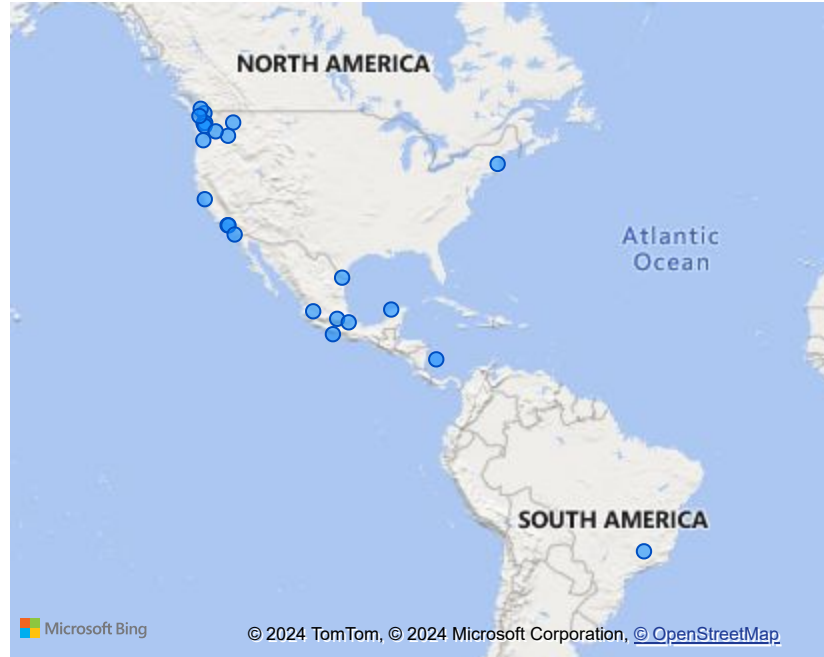 NORTH AMERICA
Atlantic
Ocean
SOUTH AMERICA
Microsoft Bing
© 2024 TomTom, © 2024 Microsoft Corporation, © OpenStreetMap